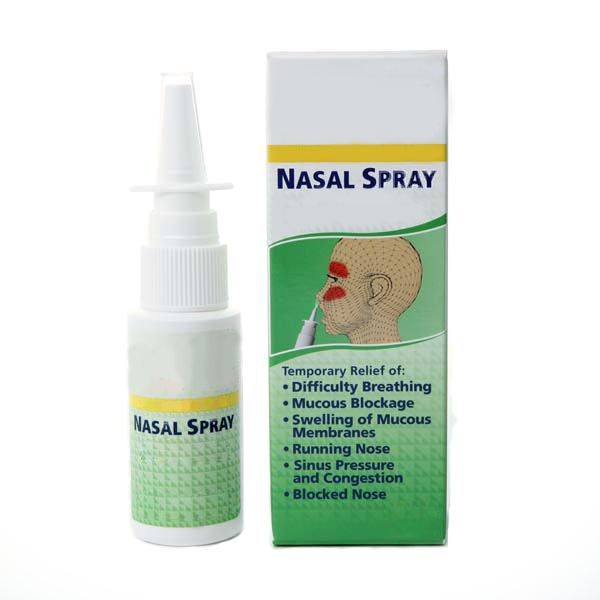 NASAL SPRAY
NASAL SPRAY
Temporary Relief of:
• Difficulty Breathing
• Mucous Blockage
• Swelling of Mucous
Membranes
• Running Nose
• Sinus Pressure
and Congestion
• Blocked Nose